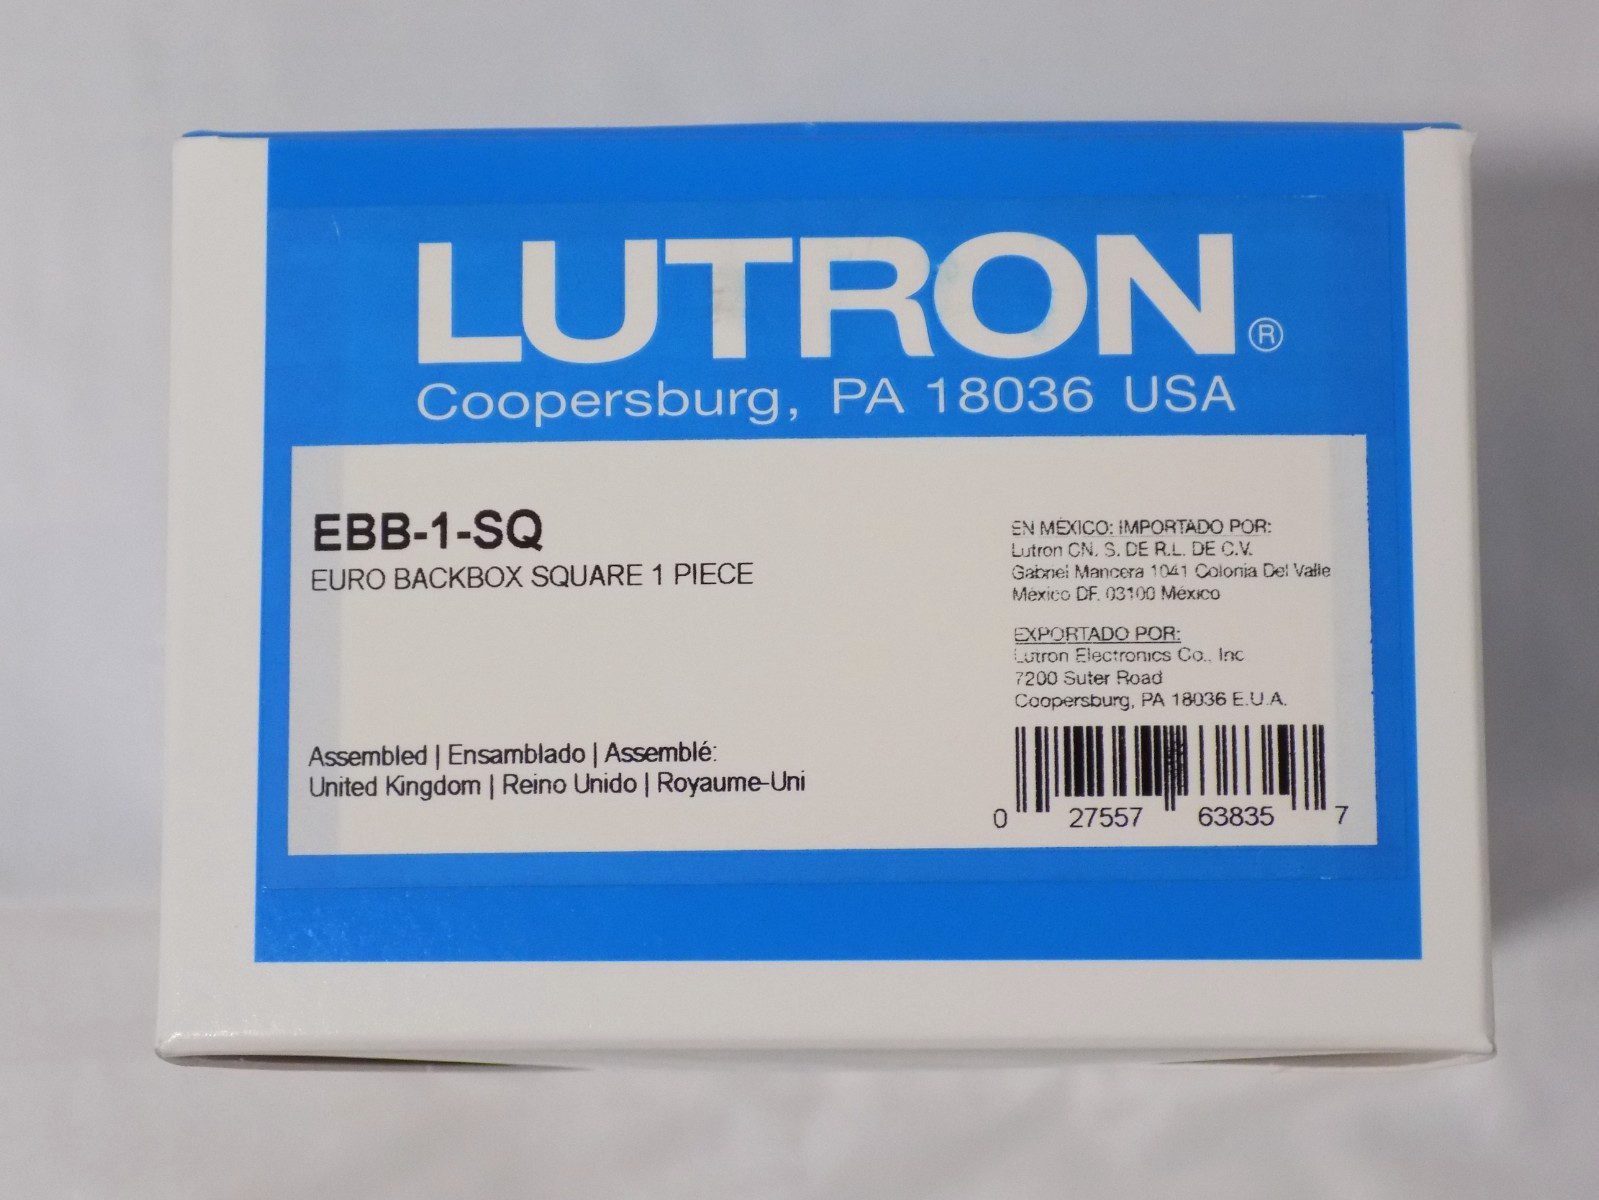 LUTRON®
Coopersburg, PA 18036 USA
EBB-1-SQ
EURO BACKBOX SQUARE 1 PIECE
Assembled | Ensamblado | Assemblé:
United Kingdom | Reino Unido | Royaume-Uni
EN MÉXICO: IMPORTADO POR:
Lutron CN. S. DE R.L. DE C.V.
Gabriel Mancera 1041 Colonia Del Valle
México DF. 03100 México
EXPORTADO POR:
Lutron Electronics Co., Inc
7200 Suter Road
Coopersburg, PA 18036 E.U.A.
0 27557 63835 7